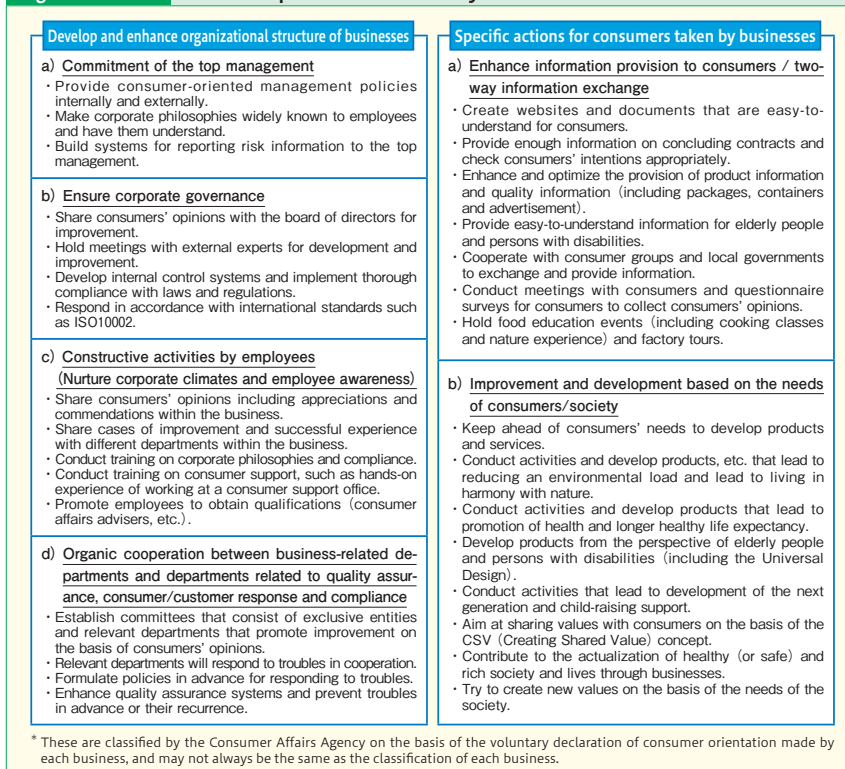 Develop and enhance organizational structure of businesses
a) Commitment of the top management
・Provide consumer-oriented management policies
internally and externally.
・Make corporate philosophies widely known to employees
and have them understand.
・Build systems for reporting risk information to the top
management.
b) Ensure corporate governance
・Share consumers' opinions with the board of directors for
improvement.
・Hold meetings with external experts for development and
improvement.
・Develop internal control systems and implement thorough
compliance with laws and regulations.
・Respond in accordance with international standards such
as ISO10002.
c) Constructive activities by employees
(Nurture corporate climates and employee awareness)
・Share consumers' opinions including appreciations and
commendations within the business.
・Share cases of improvement and successful experience
with different departments within the business.
・Conduct training on corporate philosophies and compliance.
・Conduct training on consumer support, such as hands-on
experience of working at a consumer support office.
・Promote employees to obtain qualifications (consumer
affairs advisers, etc.).
d) Organic cooperation between business-related de-
partments and departments related to quality assur-
ance, consumer/customer response and compliance
・Establish committees that consist of exclusive entities
and relevant departments that promote improvement on
the basis of consumers' opinions.
・Relevant departments will respond to troubles in cooperation.
・Formulate policies in advance for responding to troubles.
・Enhance quality assurance systems and prevent troubles
in advance or their recurrence.
Specific actions for consumers taken by businesses
a) Enhance information provision to consumers / two-
way information exchange
・Create websites and documents that are easy-to-
understand for consumers.
・Provide enough information on concluding contracts and
check consumers' intentions appropriately.
・Enhance and optimize the provision of product information
and quality information (including packages, containers
and advertisement).
・Provide easy-to-understand information for elderly people
and persons with disabilities.
・Cooperate with consumer groups and local governments
to exchange and provide information.
・Conduct meetings with consumers and questionnaire
surveys for consumers to collect consumers' opinions.
・Hold food education events (including cooking classes
and nature experience) and factory tours.
b) Improvement and development based on the needs
of consumers/society
・Keep ahead of consumers' needs to develop products
and services.
・Conduct activities and develop products, etc. that lead to
reducing an environmental load and lead to living in
harmony with nature.
・Conduct activities and develop products that lead to
promotion of health and longer healthy life expectancy.
・Develop products from the perspective of elderly people
and persons with disabilities (including the Universal
Design).
・Conduct activities that lead to development of the next
generation and child-raising support.
・Aim at sharing values with consumers on the basis of the
CSV (Creating Shared Value) concept.
・Contribute to the actualization of healthy (or safe) and
rich society and lives through businesses.
・Try to create new values on the basis of the needs of the
society.
* These are classified by the Consumer Affairs Agency on the basis of the voluntary declaration of consumer orientation made by
each business, and may not always be the same as the classification of each business.